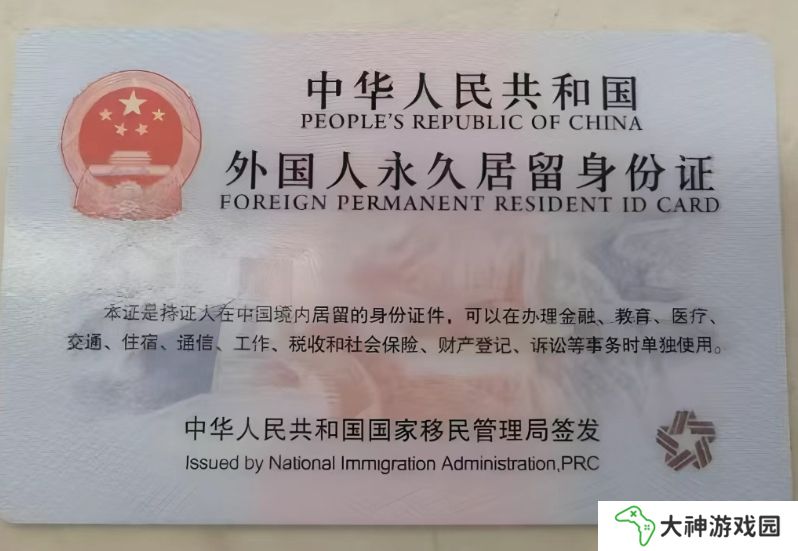 中华人民共和国
PEOPLE'S REPUBLIC OF CHINA
外国人永久居留身份证
FOREIGN PERMANENT RESIDENT ID CARD
本证是持证人在中国境内居留的身份证件，可以在办理金融、教育、医疗、
交通、住宿、通信、工作、税收和社会保险、财产登记、诉讼等事务时单独使用。
中华人民共和国国家移民管理局签发
Issued by National Immigration Administration,PRC
大神游戏园